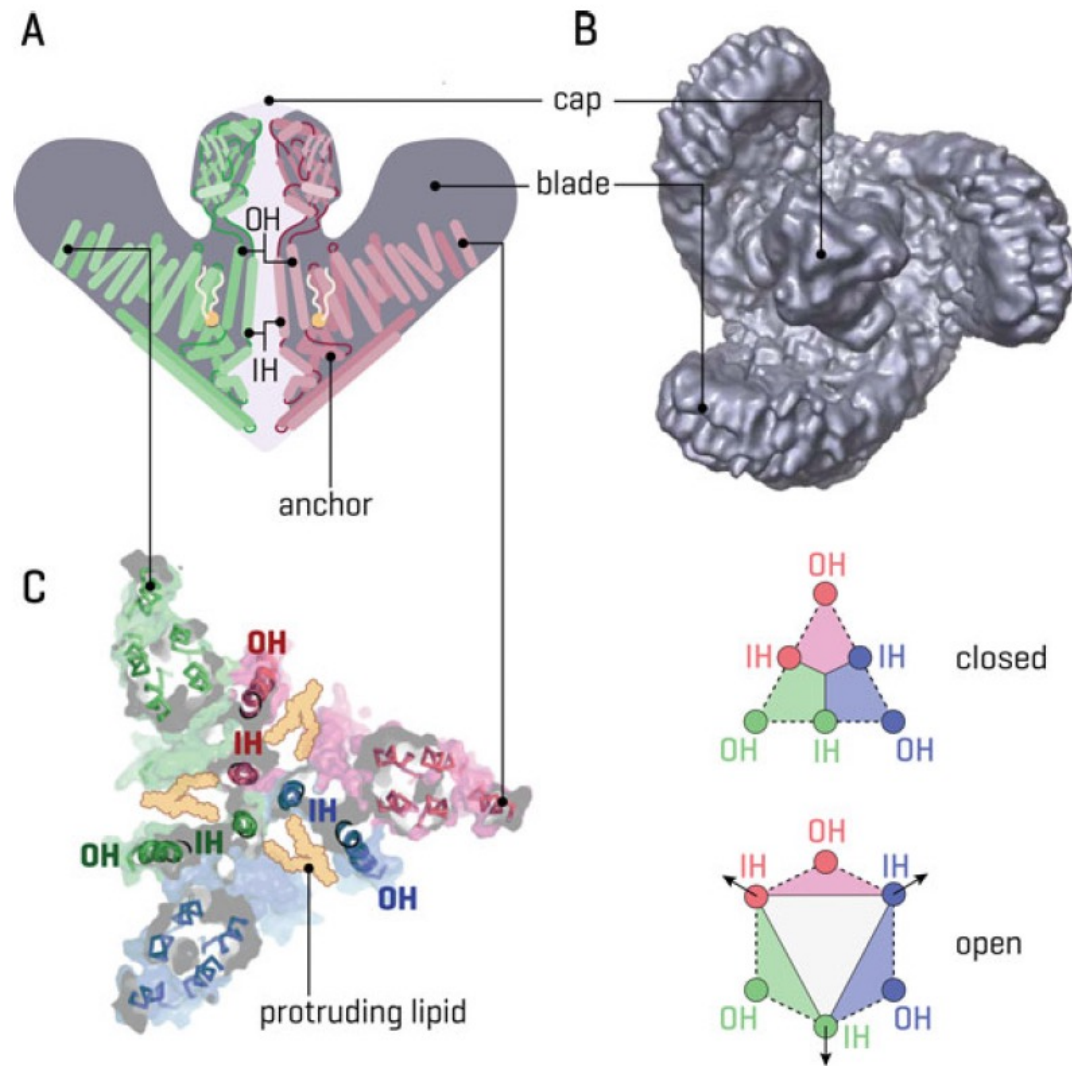 A
B
cap
blade
OH
IH
anchor
C
OH
IH
IH
OH
IH
OH
protruding lipid
OH
IH
IH
closed
OH
IH
OH
OH
IH
IH
open
OH
OH
IH